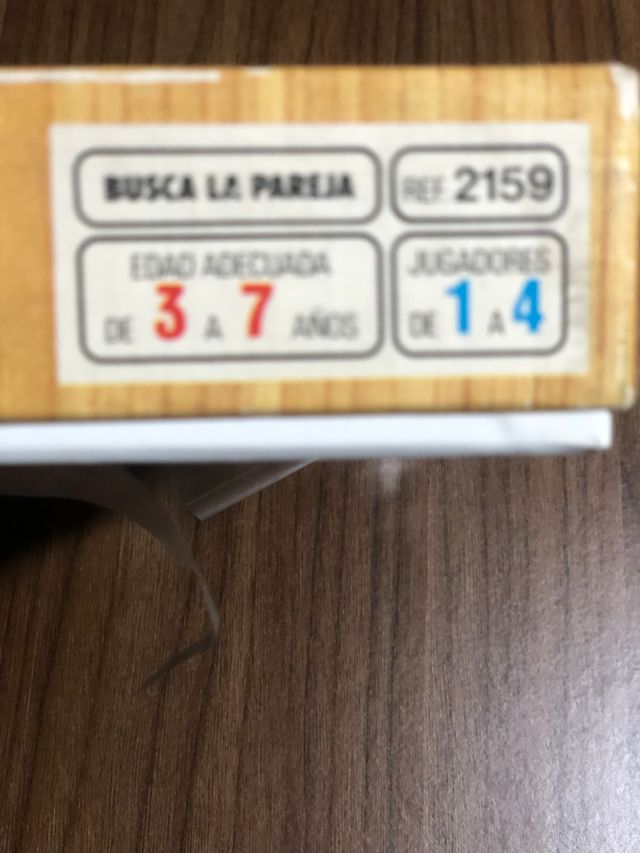 BUSCA LA PAREJA
REF. 2159
EDAD ADECUADA
DE 3 A 7 AÑOS
JUGADORES
DE 1 A 4